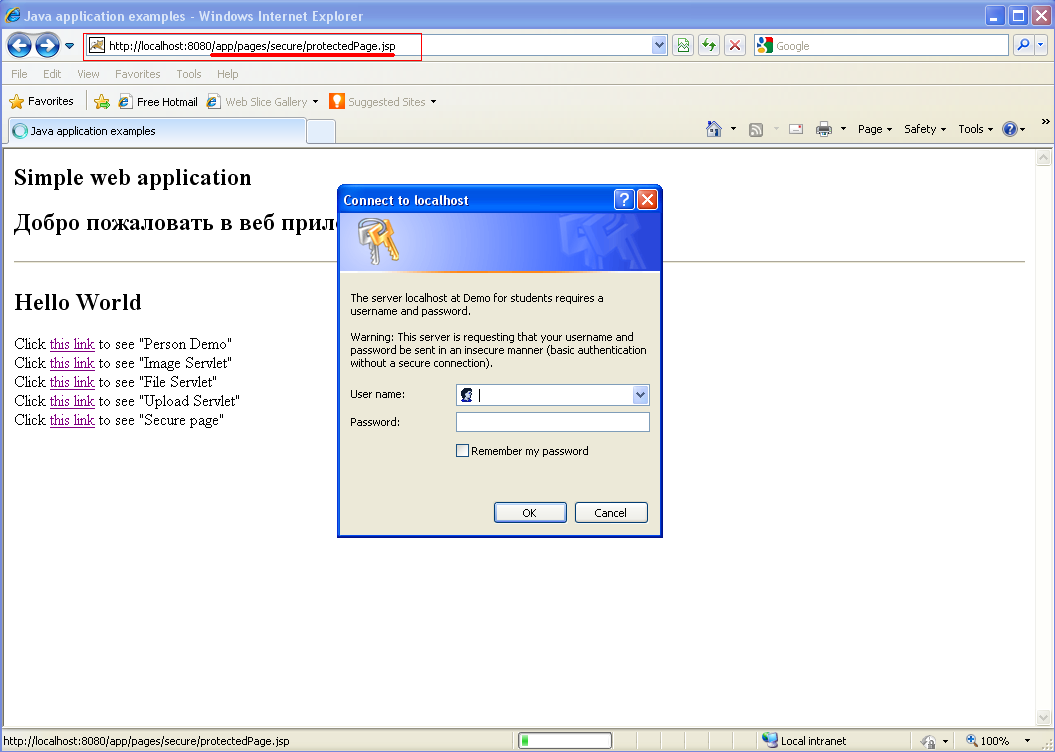 Java application examples - Windows Internet Explorer
http://localhost:8080/app/pages/secure/protectedPage.jsp
Google
File Edit View Favorites Tools Help
Favorites Free Hotmail Web Slice Gallery Suggested Sites
Java application examples
Page Safety Tools
Simple web application
Добро пожаловать в веб
Hello World
Click this link to see "Person Demo"
Click this link to see "Image Servlet"
Click this link to see "File Servlet"
Click this link to see "Upload Servlet"
Click this link to see "Secure page"
Connect to localhost
The server localhost at Demo for students requires a
username and password.
Warning: This server is requesting that your username and
password be sent in an insecure manner (basic authentication
without a secure connection).
User name:
Password:
Remember my password
OK Cancel
http://localhost:8080/app/pages/secure/protectedPage.jsp
Local intranet
100%